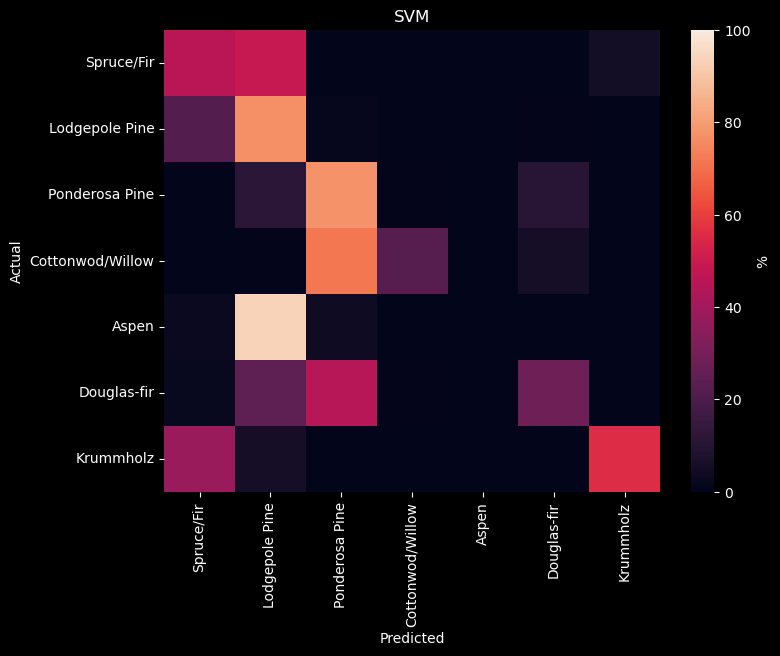 SVM
Actual
Spruce/Fir
Lodgepole Pine
Ponderosa Pine
Cottonwod/Willow
Aspen
Douglas-fir
Krummholz
Spruce/Fir
Lodgepole Pine
Ponderosa Pine
Cottonwod/Willow
Aspen
Douglas-fir
Krummholz
Predicted
100
80
60
40
20
0
%